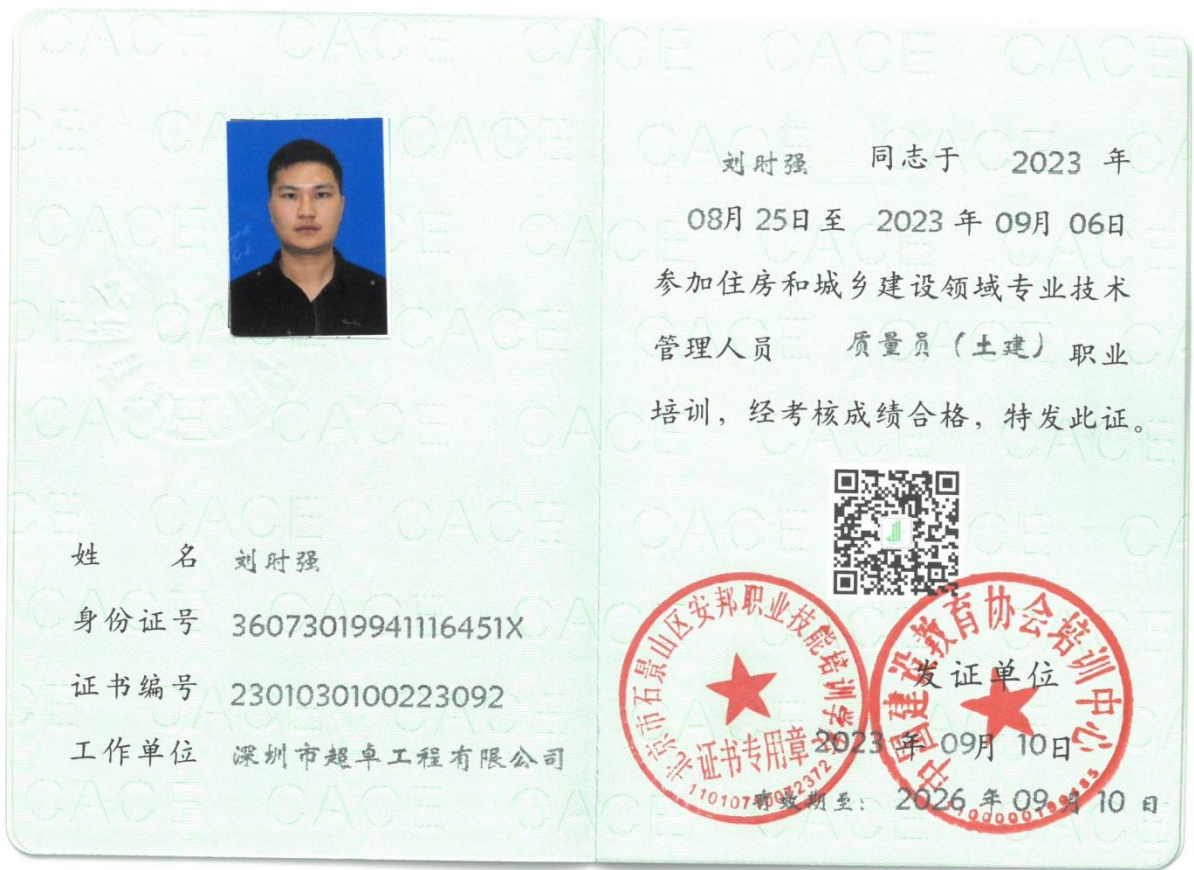 姓 名 刘时强
身份证号 36073019941116451X
证书编号 2301030100223092
工作单位 深圳市超卓工程有限公司
刘时强 同志于 2023 年
08月 25日 至 2023 年 09月 06日
参加住房和城乡建设领域专业技术
管理人员 质量员（土建） 职业
培训，经考核成绩合格，特发此证。
北京市石景山区安邦职业技能培训学校
证书专用章
中国建设教育协会培训中心
发证单位
2023 年 09月 10日
有效期至： 2026 年 09 月 10 日
CACE